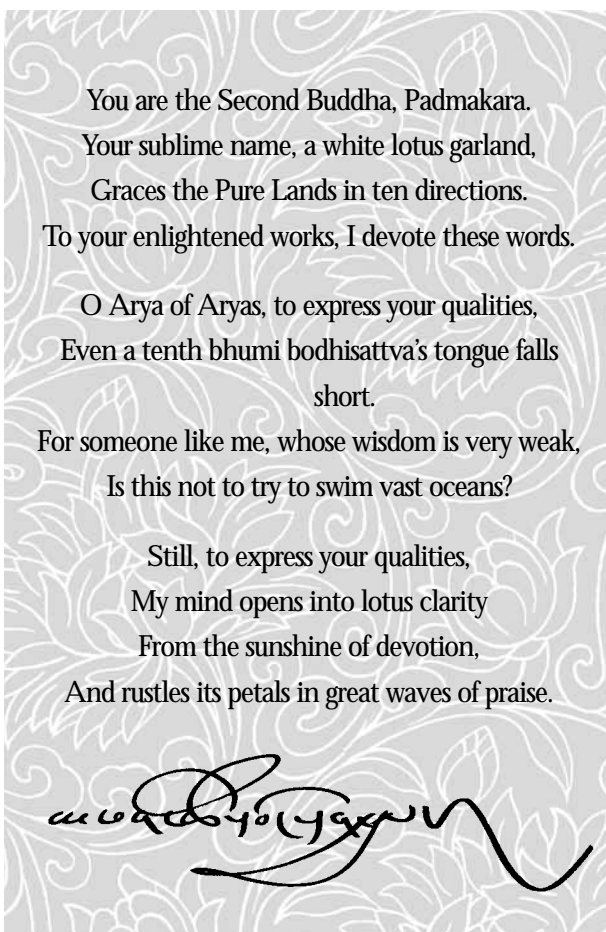 You are the Second Buddha, Padmakara.
Your sublime name, a white lotus garland,
Graces the Pure Lands in ten directions.
To your enlightened works, I devote these words.
O Arya of Aryas, to express your qualities,
Even a tenth bhumi bodhisattva's tongue falls
short.
For someone like me, whose wisdom is very weak,
Is this not to try to swim vast oceans?
Still, to express your qualities,
My mind opens into lotus clarity
From the sunshine of devotion,
And rustles its petals in great waves of praise.